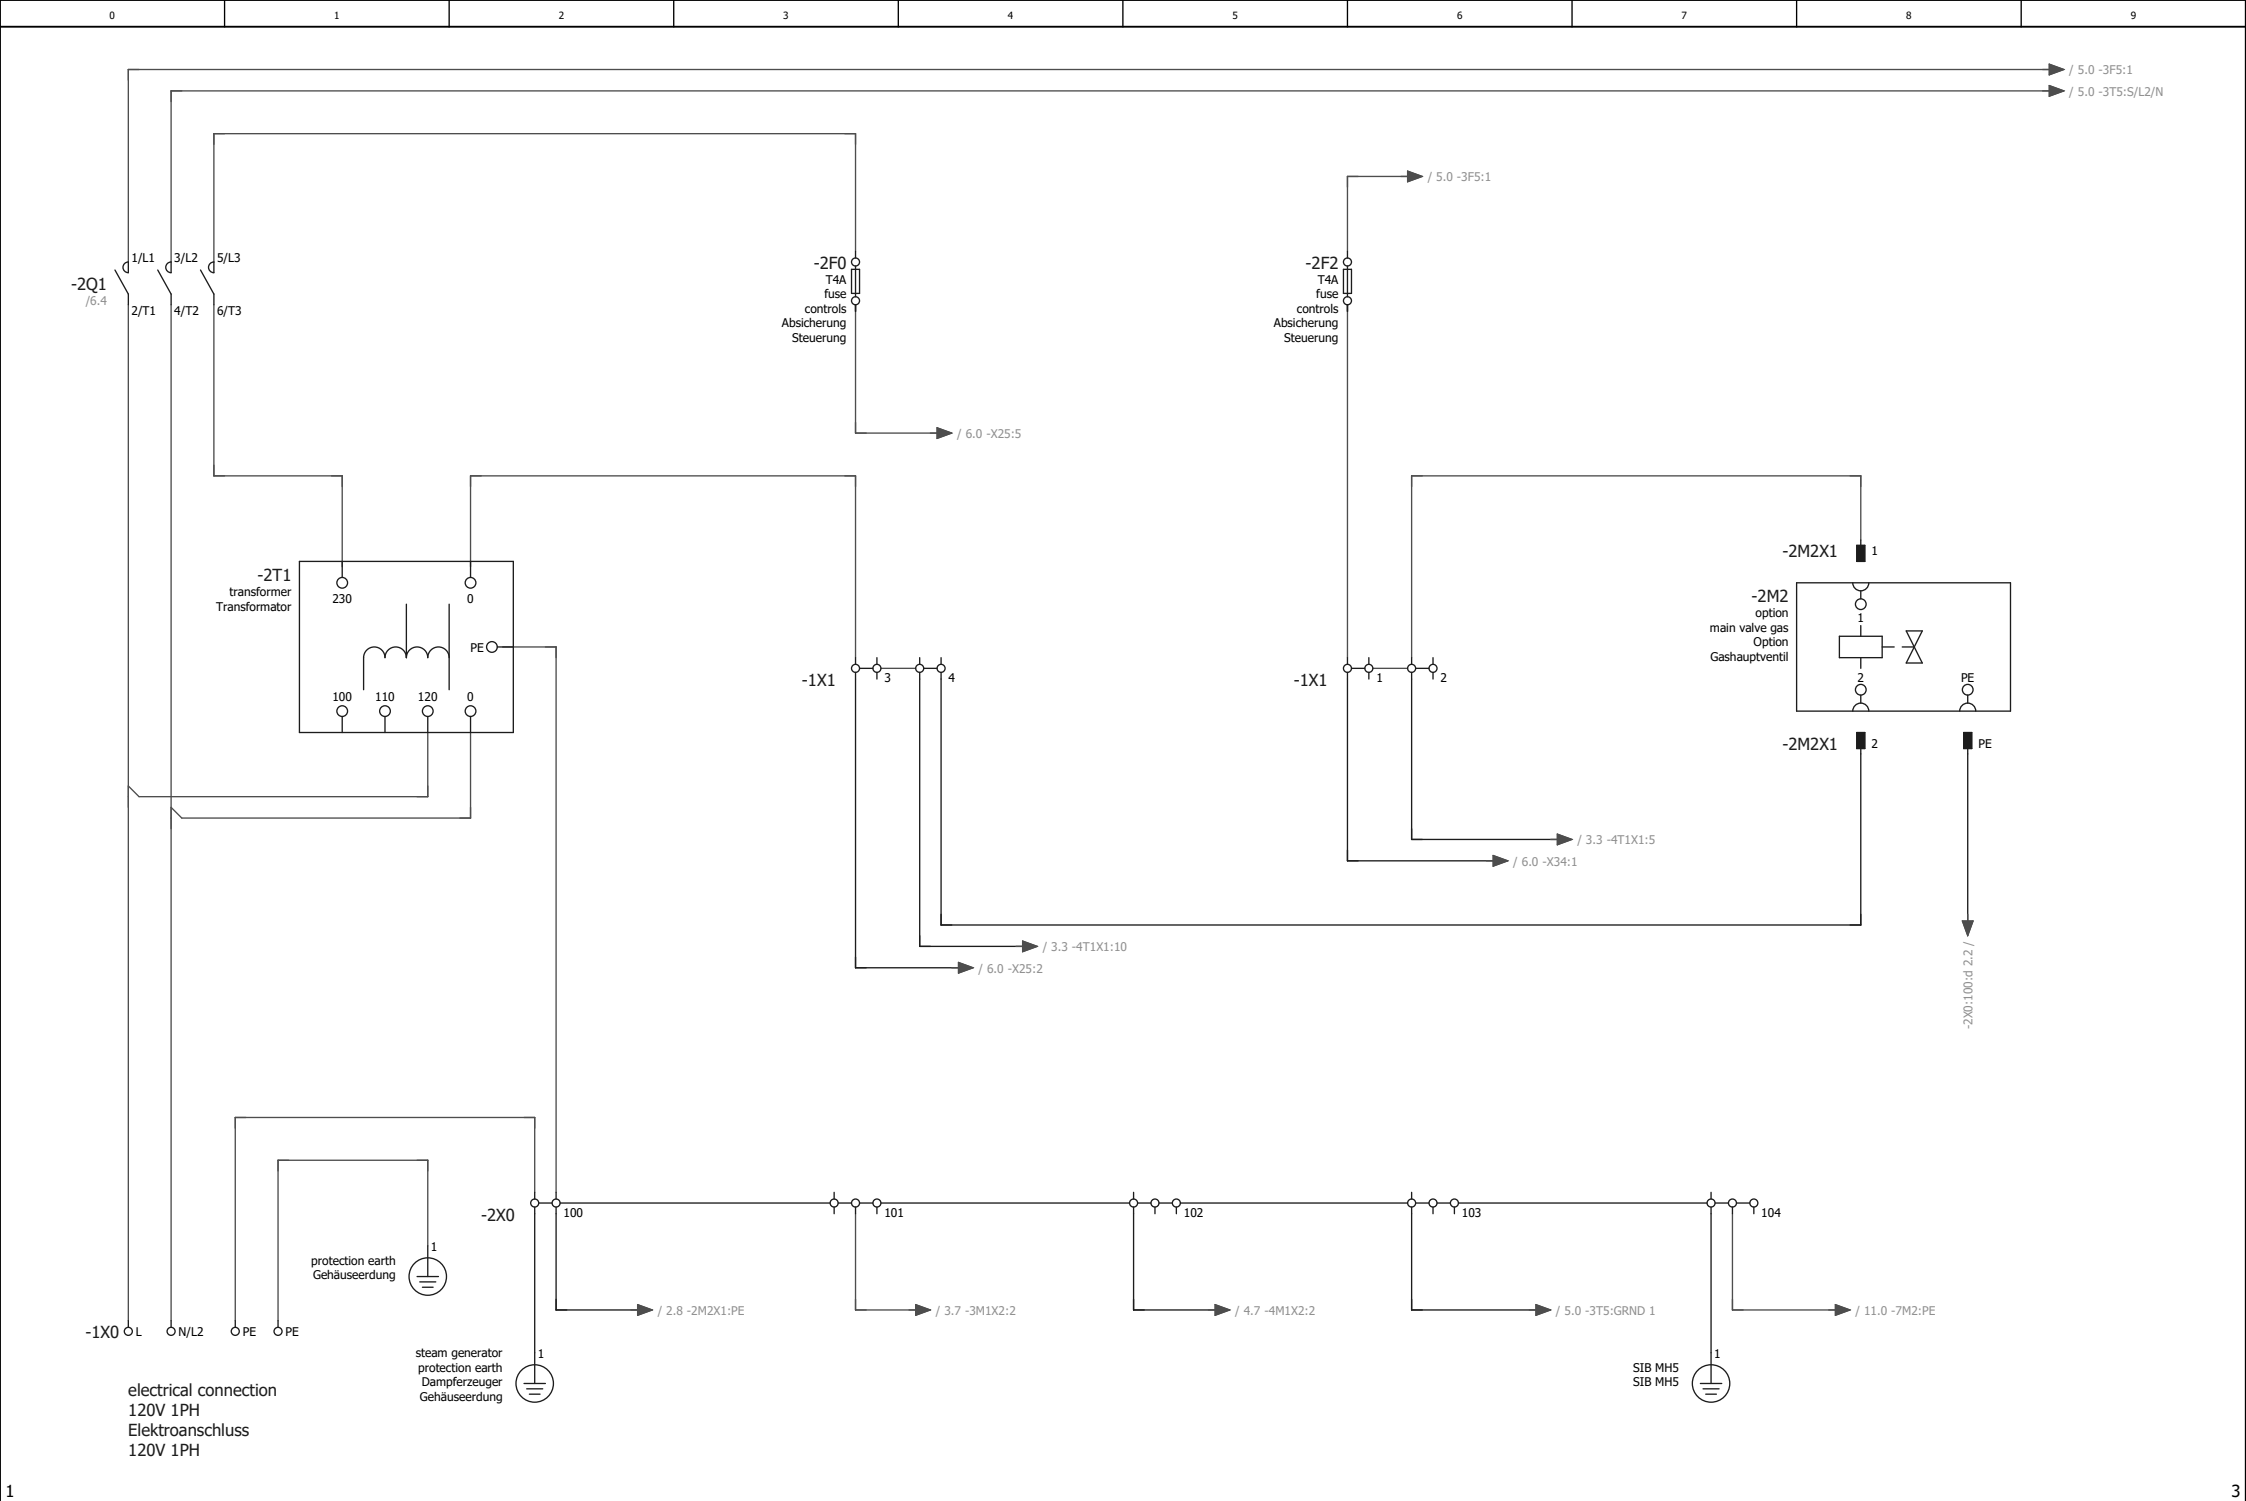 0 1 2 3 4 5 6 7 8 9
/ 5.0 -3F5:1
/ 5.0 -3T5:S/L2/N
/ 5.0 -3F5:1
-2Q1
/6.4
1/L1 3/L2 5/L3
2/T1 4/T2 6/T3
-2F0
T4A
fuse
controls
Absicherung
Steuerung
-2F2
T4A
fuse
controls
Absicherung
Steuerung
/ 6.0 -X25:5
-2T1
transformer
Transformator
230 0
PE
100 110 120 0
-1X1
3 4
-1X1
1 2
-2M2X1 1
-2M2
option
main valve gas
Option
Gashauptventil
1
2
PE
-2M2X1 2 PE
/ 3.3 -4T1X1:5
/ 6.0 -X34:1
/ 3.3 -4T1X1:10
/ 6.0 -X25:2
-2X0:100:d 2.2 /
-2X0
100 101 102 103 104
protection earth
Gehäuseerdung
1
/ 2.8 -2M2X1:PE
/ 3.7 -3M1X2:2
/ 4.7 -4M1X2:2
/ 5.0 -3T5:GRND 1
/ 11.0 -7M2:PE
-1X0 L N/L2 PE PE
steam generator
protection earth
Dampferzeuger
Gehäuseerdung
1
SIB MH5
SIB MH5
1
electrical connection
120V 1PH
Elektroanschluss
120V 1PH
1
3